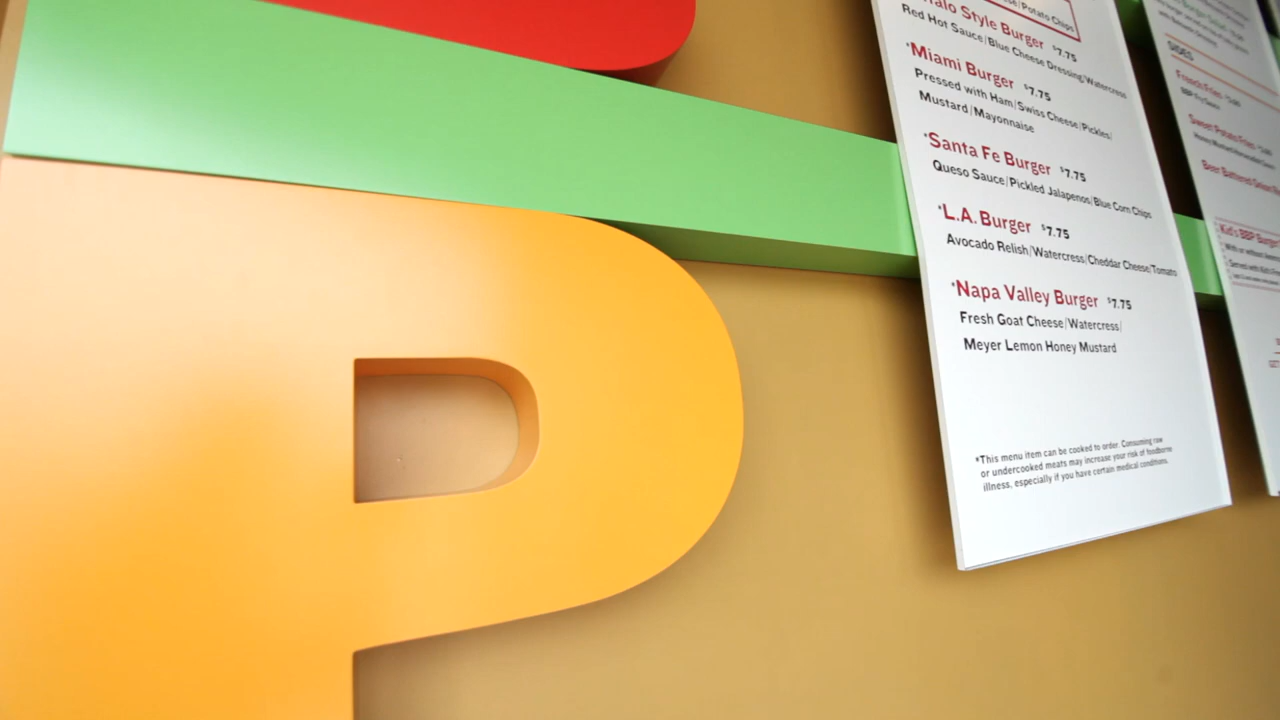 P
/Potato Chips
Style Burger $7.75
Red Hot Sauce/Blue Cheese Dressing/Watercress
*Miami Burger $7.75
Pressed with Ham/Swiss Cheese/Pickles/
Mustard/Mayonnaise
*Santa Fe Burger $7.75
Queso Sauce/Pickled Jalapenos/Blue Corn Chips
*L.A. Burger $7.75
Avocado Relish/Watercress/Cheddar Cheese/Tomato
*Napa Valley Burger $7.75
Fresh Goat Cheese/Watercress/
Meyer Lemon Honey Mustard
*This menu item can be cooked to order. Consuming raw
or undercooked meats may increase your risk of foodborne
illness, especially if you have certain medical conditions.
SIDES
French Fries
Sweet Potato Fries
Beer Battered
Kid's BBP